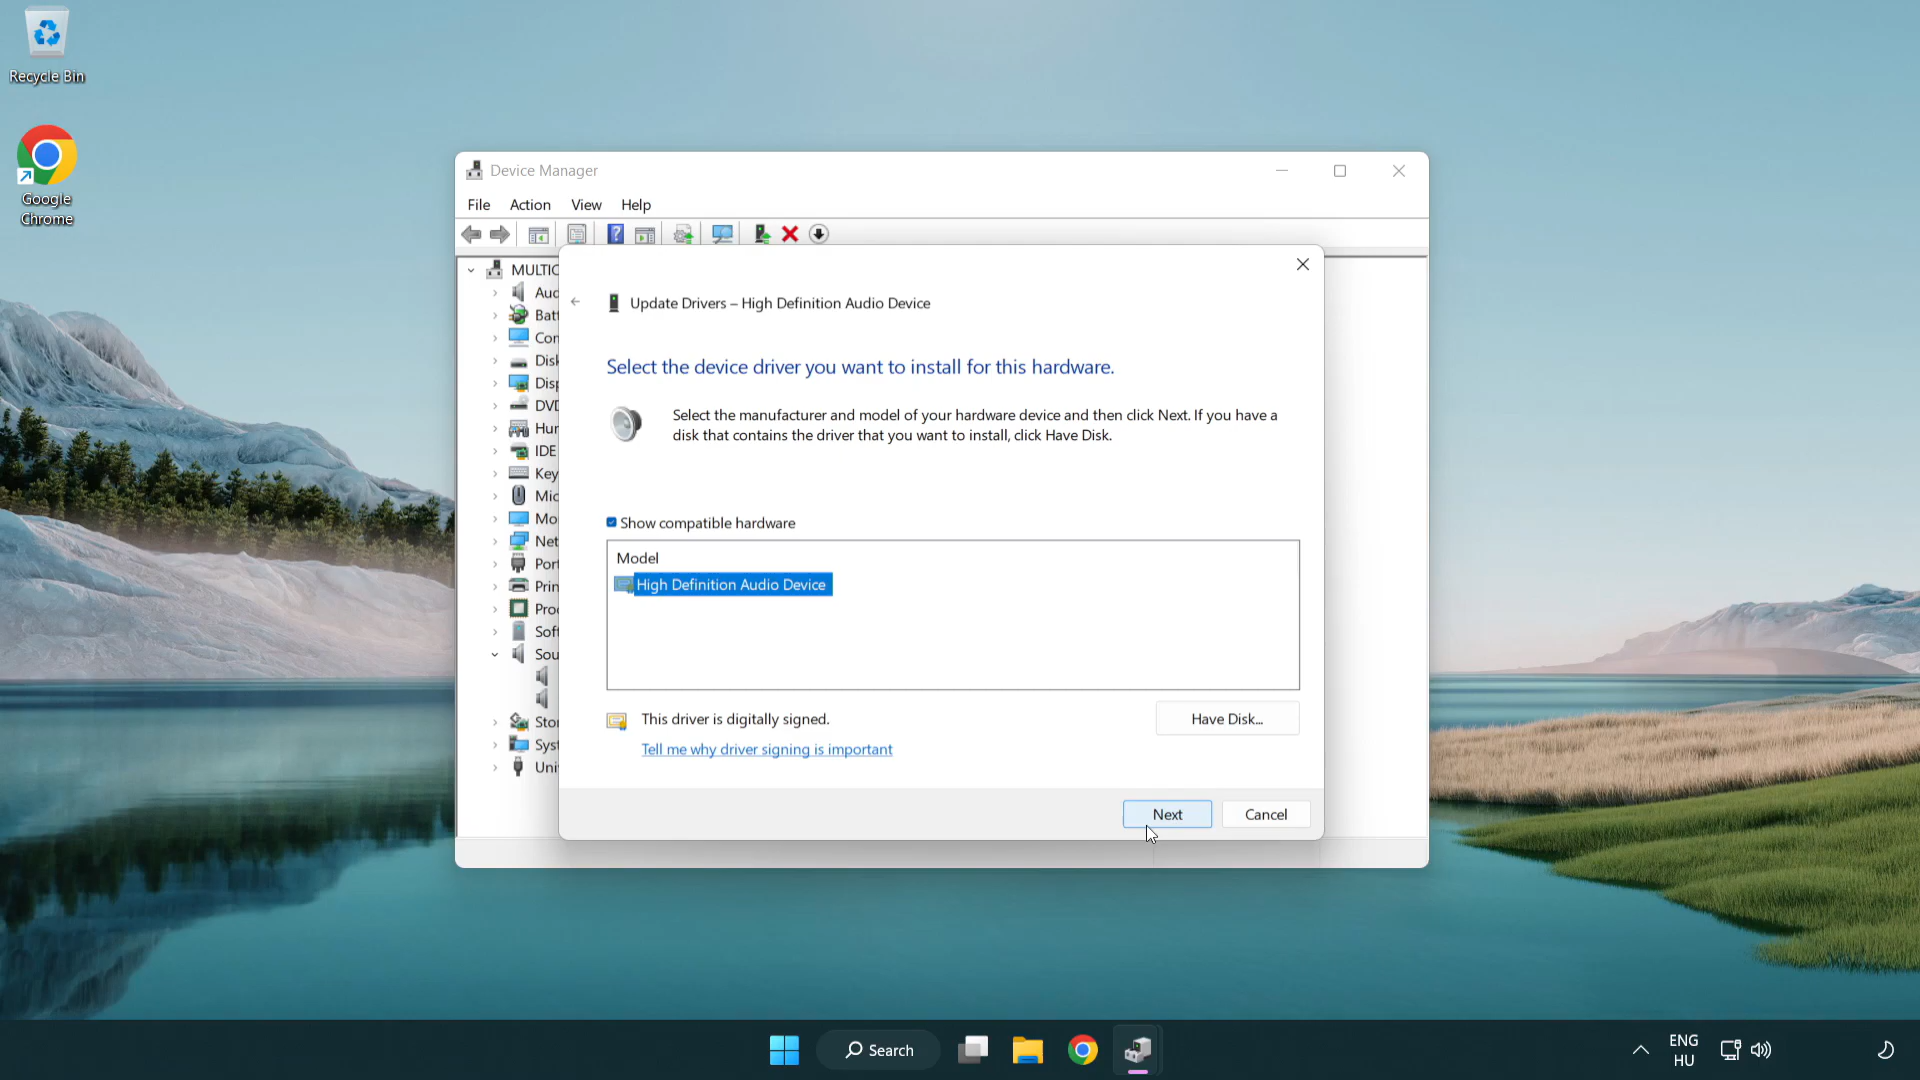 Recycle Bin
Google
Chrome
Device Manager
File Action View Help
MULTIC
Aud
Batt
Con
Disk
Disp
DVD
Hum
IDE
Key
Mic
Mo
Net
Port
Prin
Proc
Soft
Sou
Stor
Syst
Uni
Update Drivers – High Definition Audio Device
Select the device driver you want to install for this hardware.
Select the manufacturer and model of your hardware device and then click Next. If you have a
disk that contains the driver that you want to install, click Have Disk.
Show compatible hardware
Model
High Definition Audio Device
This driver is digitally signed.
Have Disk...
Tell me why driver signing is important
Next
Cancel
Search
ENG
HU